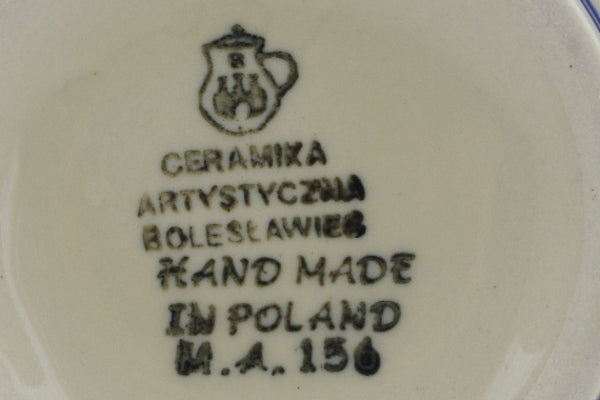 B
CERAMIKA
ARTYSTYCZNA
BOLESŁAWIEC
HAND MADE
IN POLAND
M.A. 156